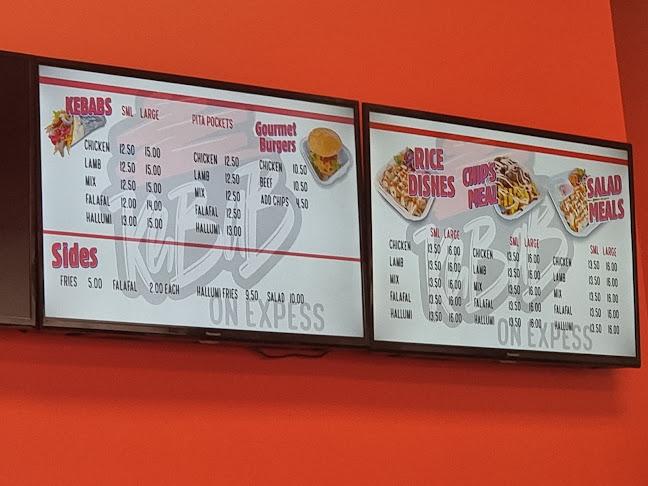 KEBABS SML LARGE
CHICKEN 12.50 15.00
LAMB 12.50 15.00
MIX 12.50 15.00
FALAFAL 12.00 14.00
HALLUMI 13.00 15.00
PITA POCKETS
CHICKEN 12.50
LAMB 12.50
MIX 12.50
FALAFAL 12.50
HALLUMI 13.00
Gourmet
Burgers
CHICKEN 10.50
BEEF 10.50
ADD CHIPS 4.50
Sides
FRIES 5.00 FALAFAL 2.00 EACH HALLUMI FRIES 9.50 SALAD 10.00
KEBAB
ON EXPESS
RICE
DISHES
SML LARGE
CHICKEN 13.50 16.00
LAMB 13.50 16.00
MIX 13.50 16.00
FALAFAL 13.50 16.00
HALLUMI 13.50 16.00
CHIPS
MEAL
SML LARGE
CHICKEN 13.50 16.00
LAMB 13.50 16.00
MIX 13.50 16.00
FALAFAL 13.50 16.00
HALLUMI 13.50 16.00
SALAD
MEALS
SML LARGE
CHICKEN 13.50 16.00
LAMB 13.50 16.00
MIX 13.50 16.00
FALAFAL 13.50 16.00
HALLUMI 13.50 16.00
KEBAB
ON EXPESS